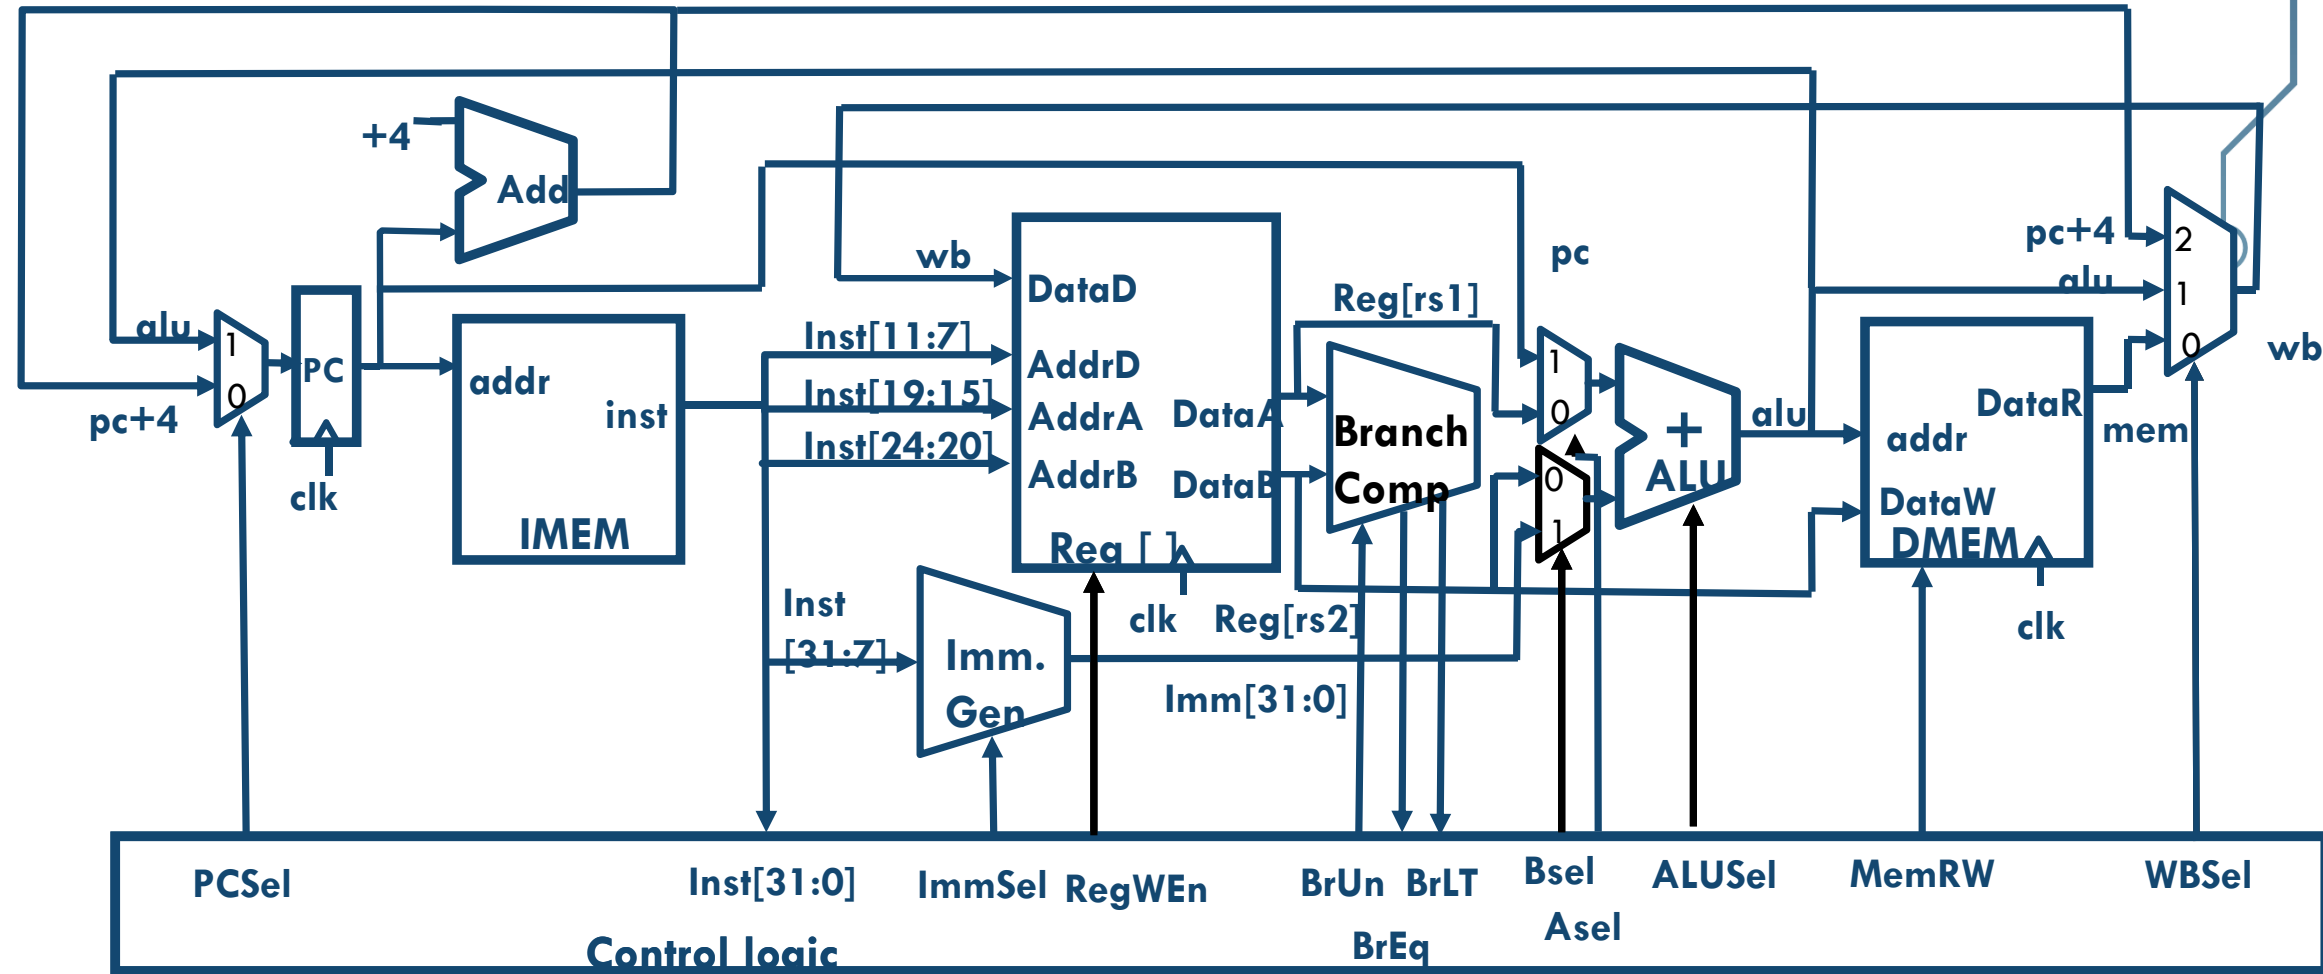 +4
Add
wb
pc
pc+4
2
DataD
Reg[rs1]
alu
1
alu
1
Inst[11:7]
0
wb
PC
addr
AddrD
1
0
inst
Inst[19:15]
AddrA
DataA
0
+
alu
DataR
pc+4
Branch
addr
mem
Inst[24:20]
AddrB
DataB
Comp
0
ALU
DataW
clk
IMEM
Reg [ ]
1
DMEM
Inst
clk
Reg[rs2]
clk
[31:7]
Imm.
Gen
Imm[31:0]
PCSel
Inst[31:0]
ImmSel
RegWEn
BrUn
BrLT
Bsel
ALUSel
MemRW
WBSel
Asel
BrEq
Control logic